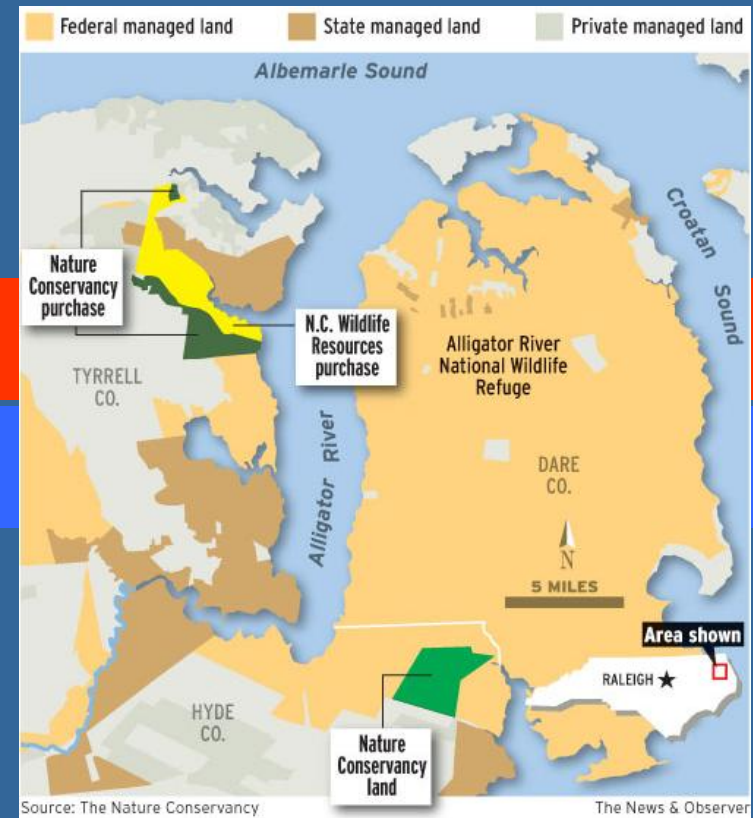 Federal managed land
State managed land
Private managed land
Albemarle Sound
Croatan
Sound
Nature
Conservancy
purchase
N.C. Wildlife
Resources
purchase
Alligator River
National Wildlife
Refuge
TYRRELL
CO.
Alligator River
DARE
CO.
N
5 MILES
Area shown
RALEIGH
HYDE
CO.
Nature
Conservancy
land
Source: The Nature Conservancy
The News & Observer